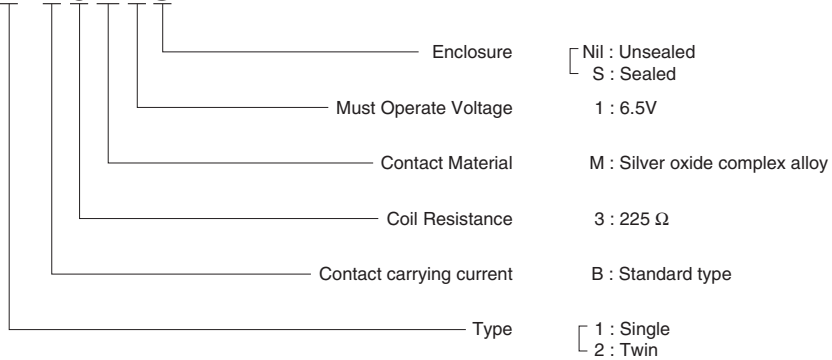 Enclosure Nil : Unsealed
S : Sealed
Must Operate Voltage 1 : 6.5V
Contact Material M : Silver oxide complex alloy
Coil Resistance 3 : 225 Ω
Contact carrying current B : Standard type
Type 1 : Single
2 : Twin